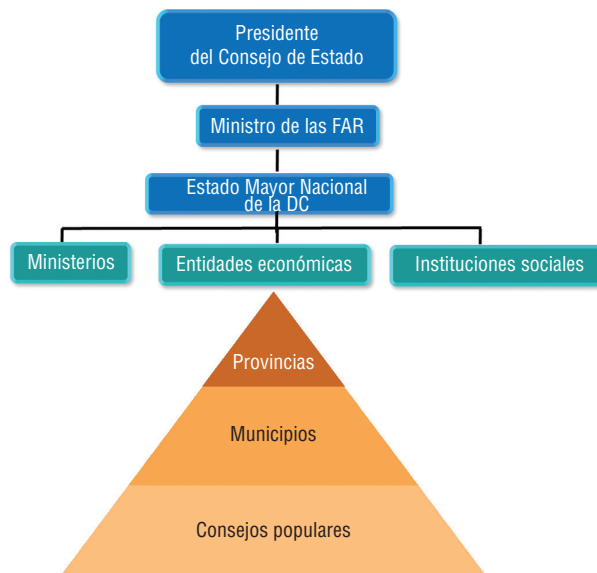 Presidente
del Consejo de Estado
Ministro de las FAR
Estado Mayor Nacional
de la DC
Ministerios
Entidades económicas
Instituciones sociales
Provincias
Municipios
Consejos populares